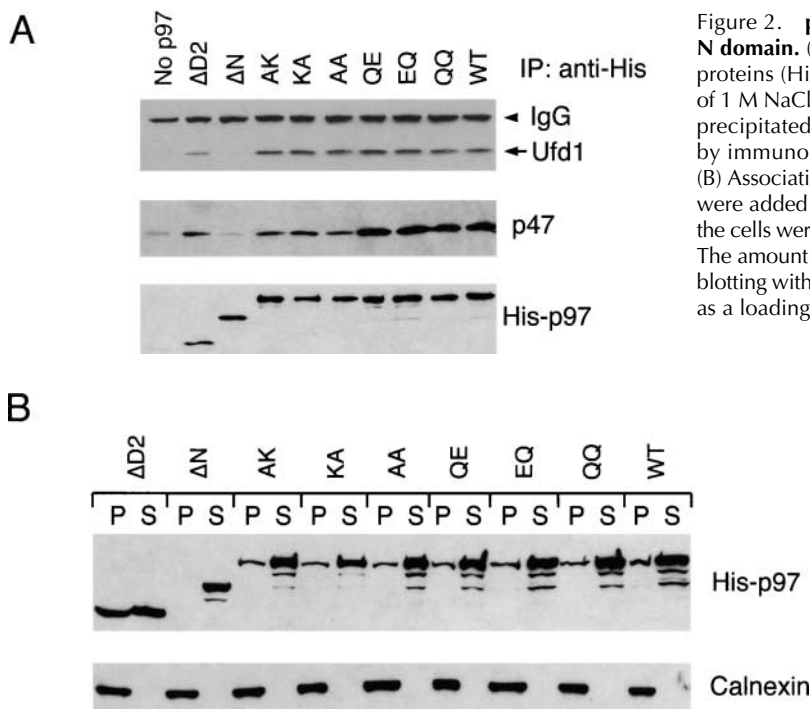 A
No p97 ΔD2 ΔN AK KA AA QE EQ QQ WT
IP: anti-His
IgG
Ufd1
p47
His-p97
Figure 2. p
N domain. (
proteins (His
of 1 M NaCl
precipitated
by immuno
(B) Associati
were added
the cells wer
The amount
blotting with
as a loading
B
ΔD2 ΔN AK KA AA QE EQ QQ WT
P S P S P S P S P S P S P S P S P S
His-p97
Calnexin